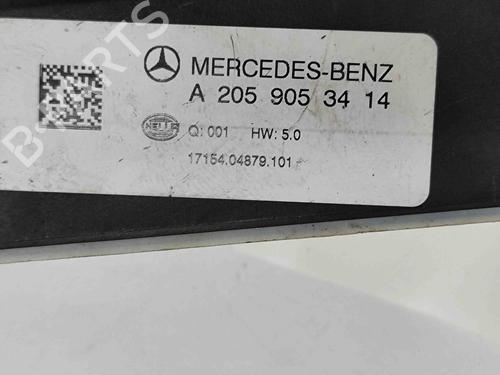 MERCEDES-BENZ
A 205 905 34 14
HELLA Q: 001 HW: 5.0
17154.04879.101